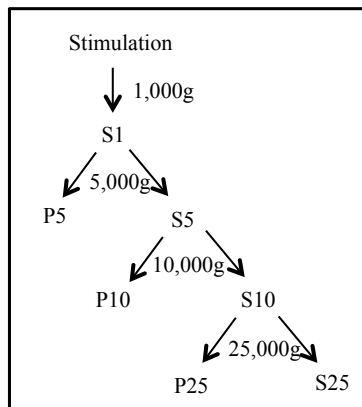 Stimulation
1,000g
S1
5,000g
P5
S5
10,000g
P10
S10
25,000g
P25
S25